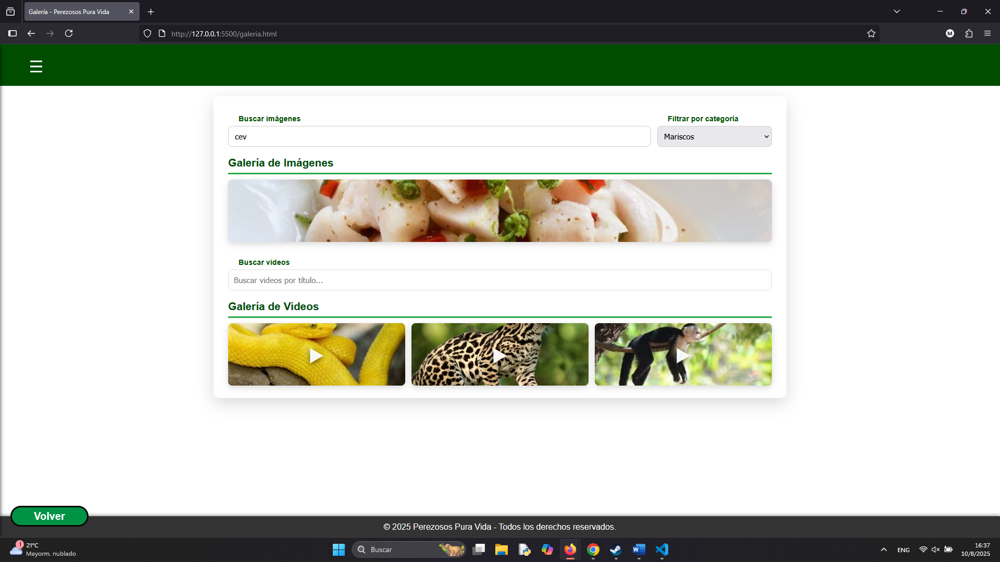 Galería - Perezosos Pura Vida
http://127.0.0.1:5500/galeria.html
M
Buscar imágenes
Filtrar por categoría
cev
Mariscos
Galería de Imágenes
Buscar videos
Buscar videos por título...
Galería de Videos
Volver
© 2025 Perezosos Pura Vida - Todos los derechos reservados.
1
21°C
Mayorm. nublado
Buscar
ENG
16:37
10/8/2025